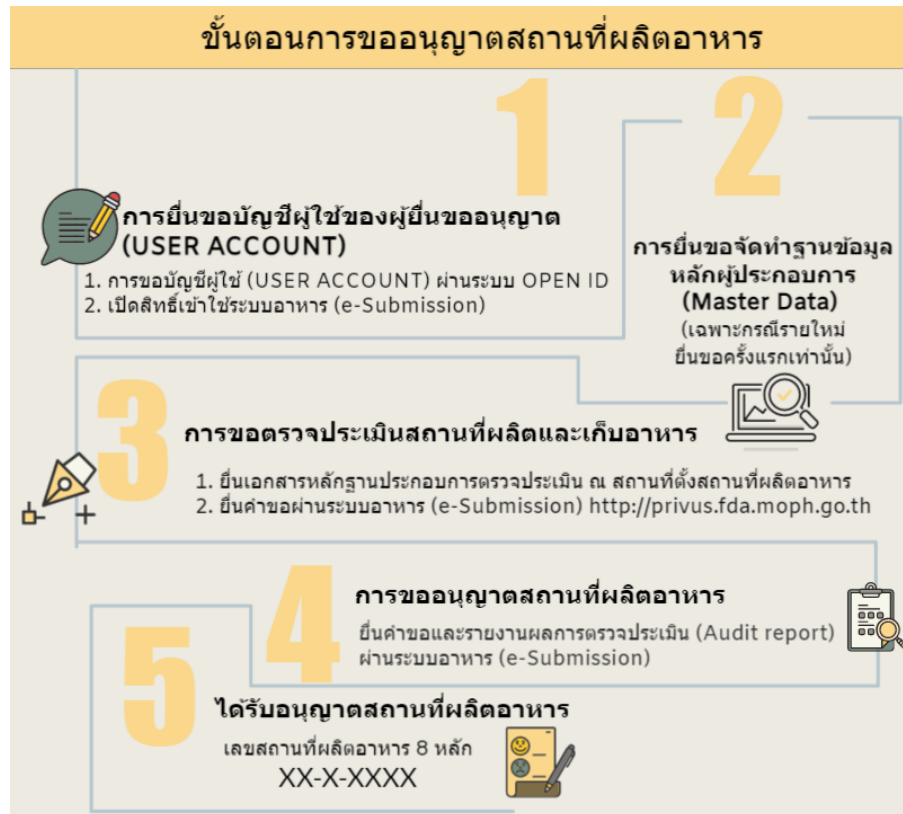 ขั้นตอนการขออนุญาตสถานที่ผลิตอาหาร
1
การยื่นขอบัญชีผู้ใช้ของผู้ยื่นขออนุญาต
(USER ACCOUNT)
1. การขอบัญชีผู้ใช้ (USER ACCOUNT) ผ่านระบบ OPEN ID
2. เปิดสิทธิ์เข้าใช้ระบบอาหาร (e-Submission)
2
การยื่นขอจัดทำฐานข้อมูล
หลักผู้ประกอบการ
(Master Data)
(เฉพาะกรณีรายใหม่
ยื่นขอครั้งแรกเท่านั้น)
3
การขอตรวจประเมินสถานที่ผลิตและเก็บอาหาร
1. ยื่นเอกสารหลักฐานประกอบการตรวจประเมิน ณ สถานที่ตั้งสถานที่ผลิตอาหาร
2. ยื่นคำขอผ่านระบบอาหาร (e-Submission) http://privus.fda.moph.go.th
4
การขออนุญาตสถานที่ผลิตอาหาร
ยื่นคำขอและรายงานผลการตรวจประเมิน (Audit report)
ผ่านระบบอาหาร (e-Submission)
5
ได้รับอนุญาตสถานที่ผลิตอาหาร
เลขสถานที่ผลิตอาหาร 8 หลัก
XX-X-XXXX